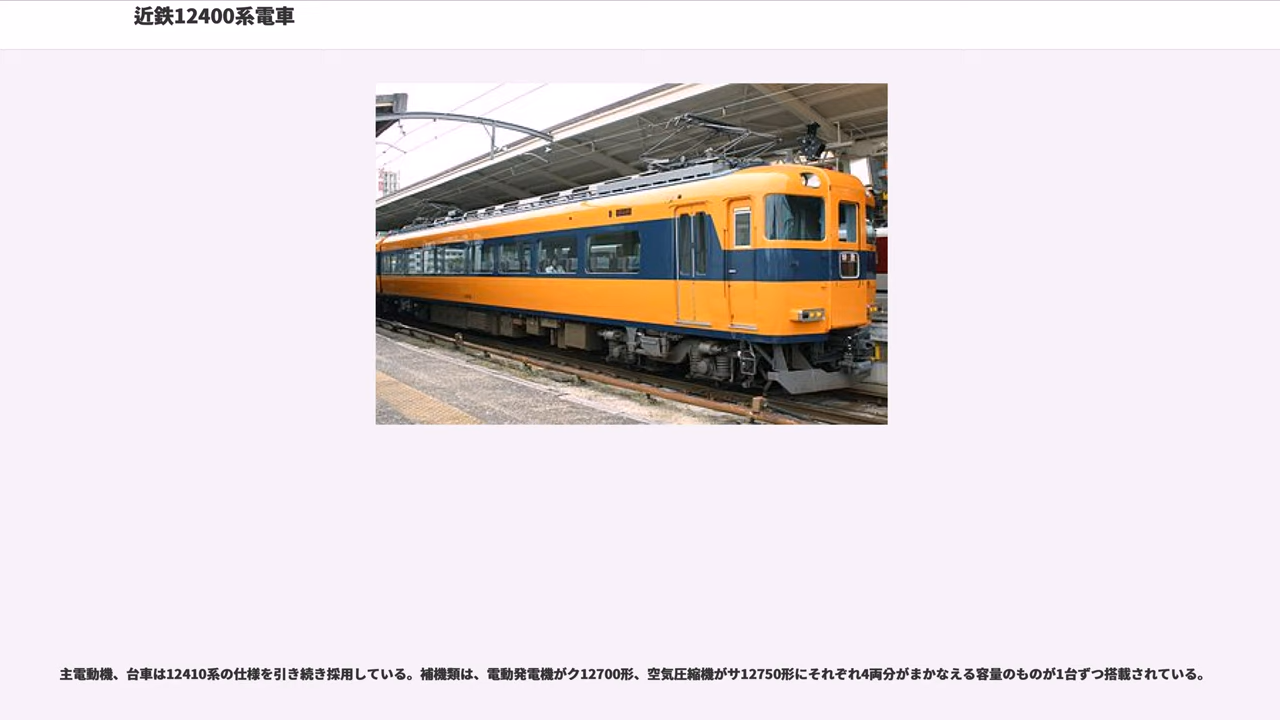 近鉄12400系電車
主電動機、台車は12410系の仕様を引き続き採用している。補機類は、電動発電機がク12700形、空気圧縮機がサ12750形にそれぞれ4両分がまかなえる容量のものが1台ずつ搭載されている。